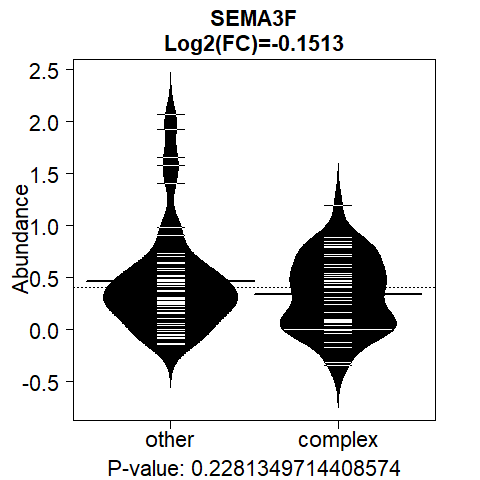 SEMA3F
Log2(FC)=-0.1513
Abundance
2.5
2.0
1.5
1.0
0.5
0.0
-0.5
other complex
P-value: 0.2281349714408574